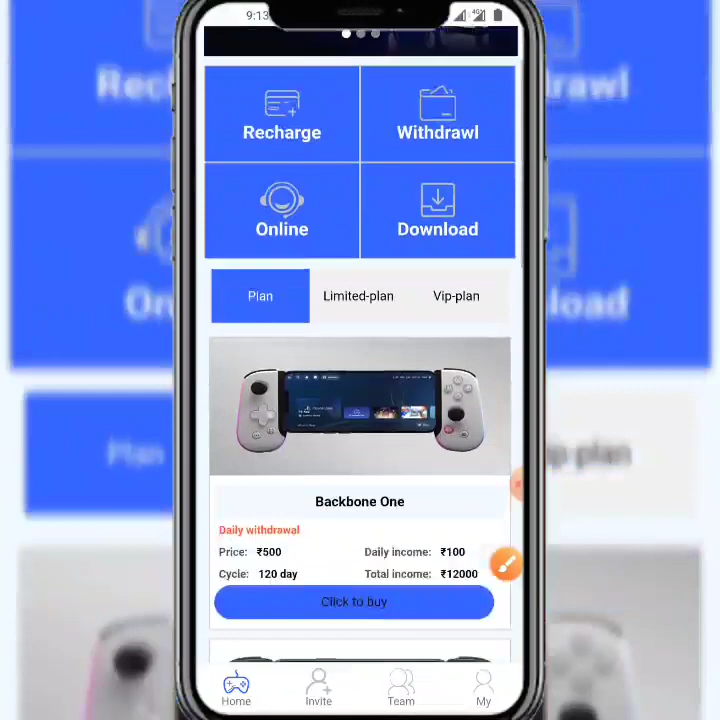 9:13
4G
Recharge
Withdrawl
Online
Download
Plan
Limited-plan
Vip-plan
Backbone One
Daily withdrawal
Price: ₹500
Daily income: ₹100
Cycle: 120 day
Total income: ₹12000
Click to buy
Home
Invite
Team
My